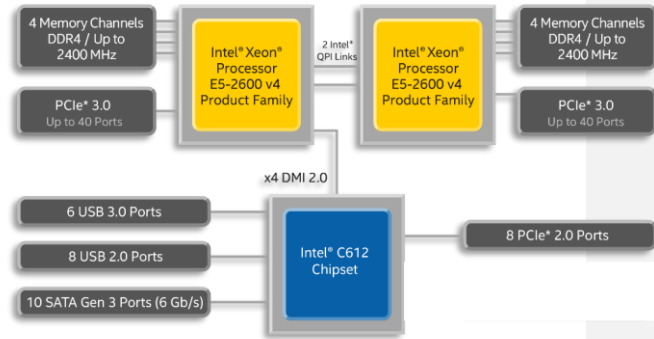 4 Memory Channels
DDR4 / Up to
2400 MHz
Intel® Xeon®
Processor
E5-2600 v4
Product Family
2 Intel®
QPI Links
Intel® Xeon®
Processor
E5-2600 v4
Product Family
4 Memory Channels
DDR4 / Up to
2400 MHz
PCIe* 3.0
Up to 40 Ports
PCIe* 3.0
Up to 40 Ports
x4 DMI 2.0
6 USB 3.0 Ports
8 USB 2.0 Ports
10 SATA Gen 3 Ports (6 Gb/s)
Intel® C612
Chipset
8 PCIe* 2.0 Ports